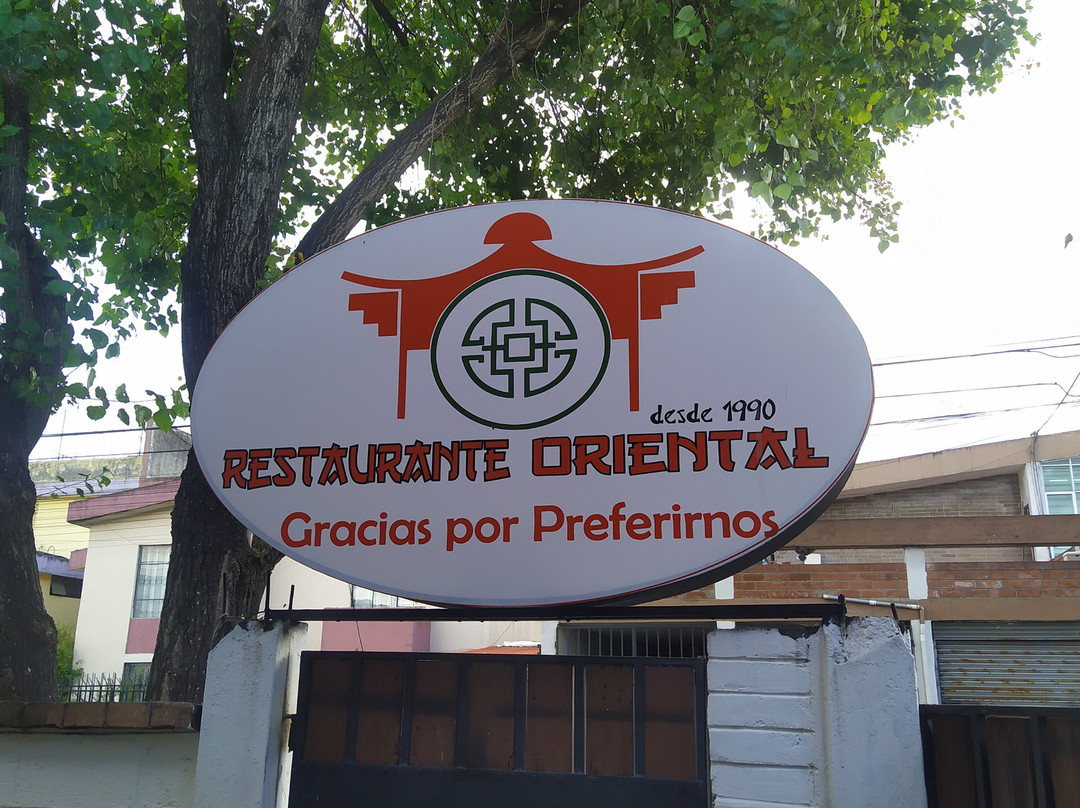 desde 1990
RESTAURANTE ORIENTAL
Gracias por Preferirnos